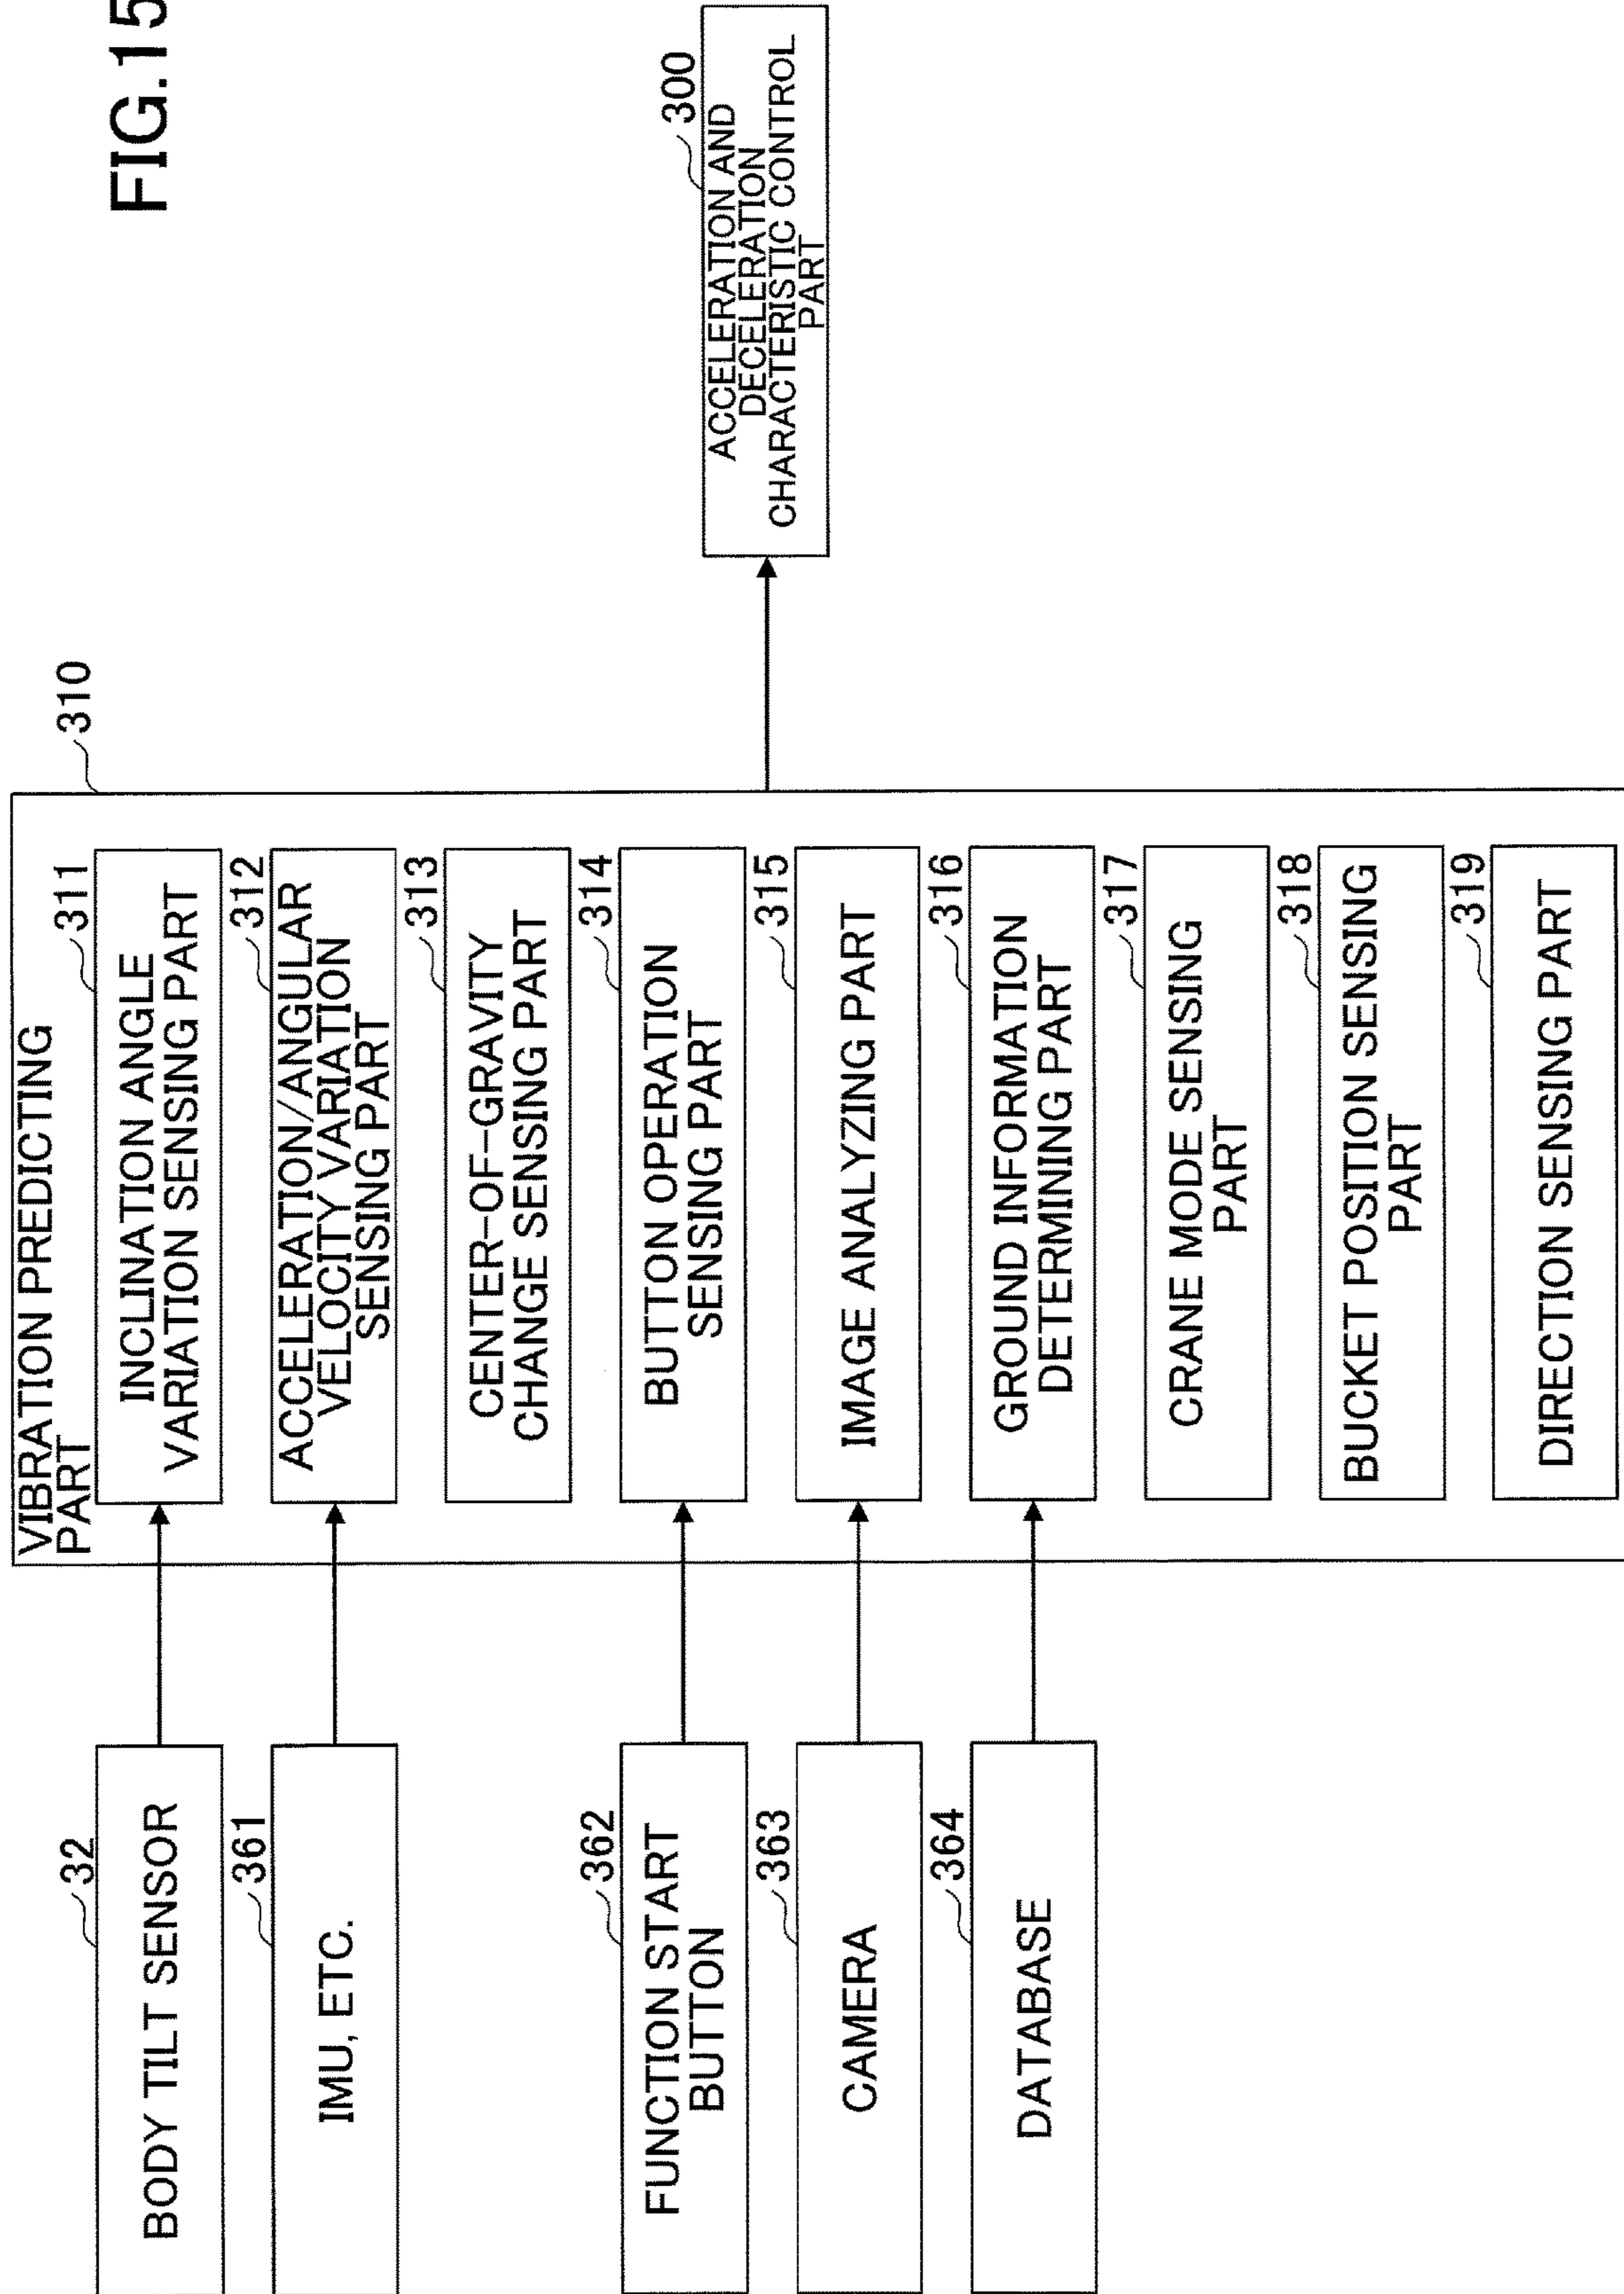 FIG.15
32
BODY TILT SENSOR
361
IMU, ETC.
362
FUNCTION START
BUTTON
363
CAMERA
364
DATABASE
310
VIBRATION PREDICTING
PART
311
INCLINATION ANGLE
VARIATION SENSING PART
312
ACCELERATION/ANGULAR
VELOCITY VARIATION
SENSING PART
313
CENTER-OF-GRAVITY
CHANGE SENSING PART
314
BUTTON OPERATION
SENSING PART
315
IMAGE ANALYZING PART
316
GROUND INFORMATION
DETERMINING PART
317
CRANE MODE SENSING
PART
318
BUCKET POSITION SENSING
PART
319
DIRECTION SENSING PART
300
ACCELERATION AND
DECELERATION
CHARACTERISTIC CONTROL
PART